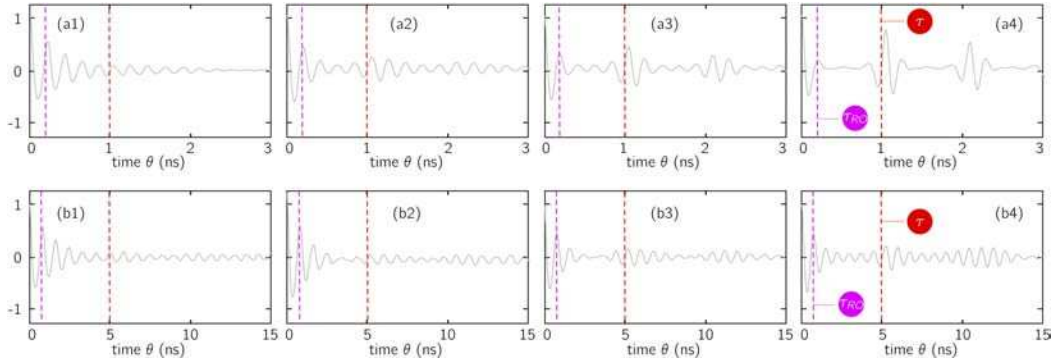 1 (a1) (a2) (a3) τ (a4)
0
-1 τRO
0 1 2 3 0 1 2 3 0 1 2 3 0 1 2 3
time θ (ns) time θ (ns) time θ (ns) time θ (ns)
1 (b1) (b2) (b3) τ (b4)
0
-1 τRO
0 5 10 15 0 5 10 15 0 5 10 15 0 5 10 15
time θ (ns) time θ (ns) time θ (ns) time θ (ns)